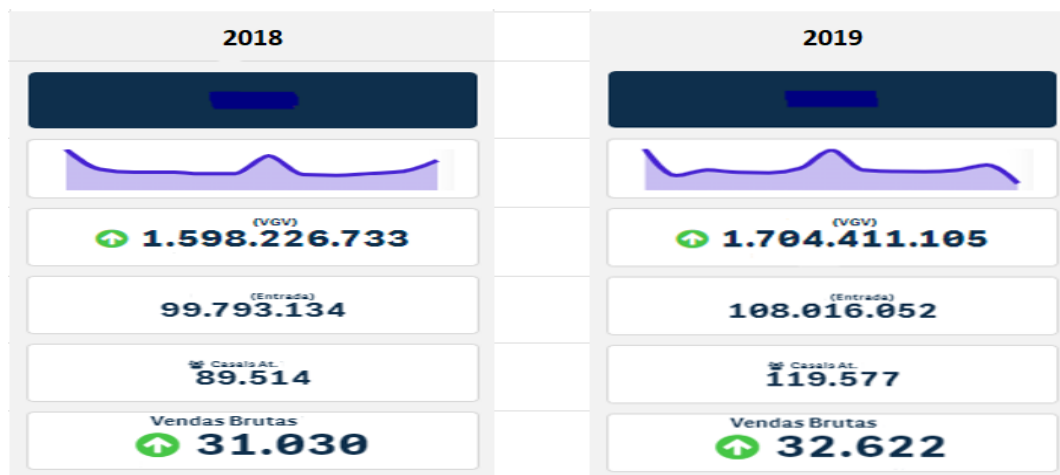 2018
(VGV)
1.598.226.733
(Entrada)
99.793.134
Casais At.
89.514
Vendas Brutas
31.030
2019
(VGV)
1.704.411.105
(Entrada)
108.016.052
Casais At.
119.577
Vendas Brutas
32.622